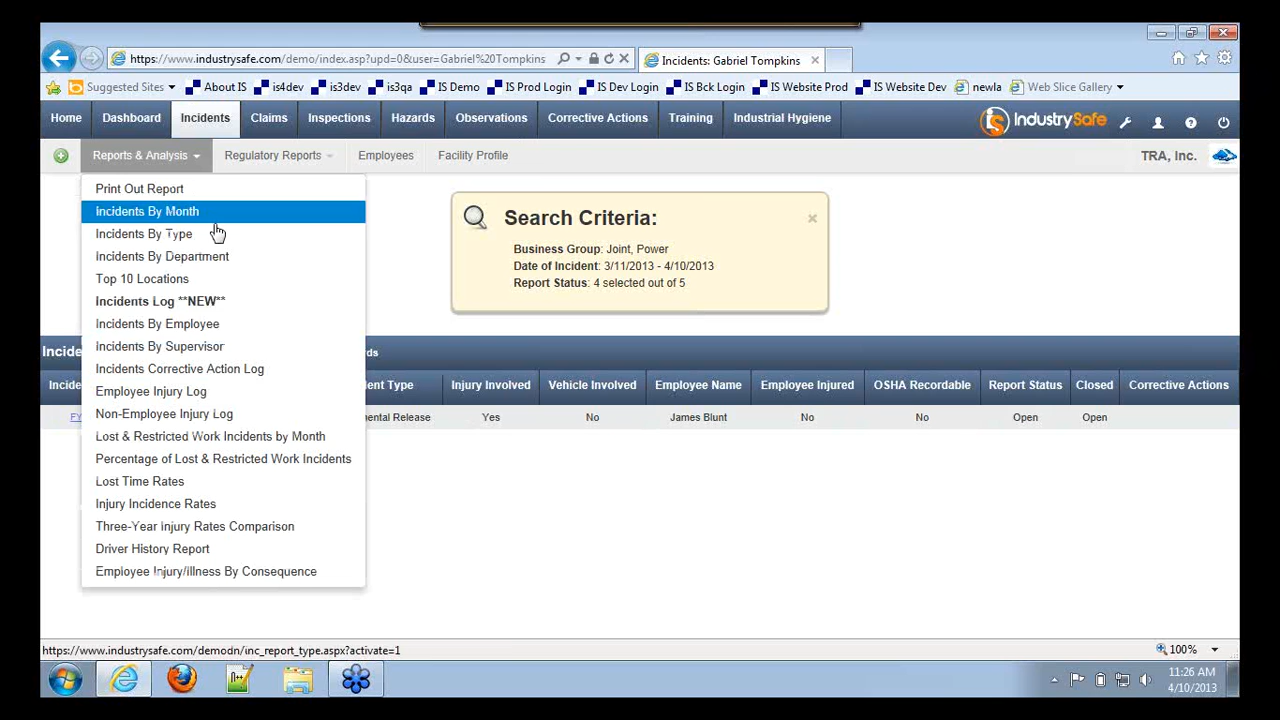 https://www.industrysafe.com/demo/index.asp?upd=0&user=Gabriel%20Tompkins
Incidents: Gabriel Tompkins
Suggested Sites
About IS
is4dev
is3dev
is3qa
IS Demo
IS Prod Login
IS Dev Login
IS Bck Login
IS Website Prod
IS Website Dev
newla
Web Slice Gallery
Home
Dashboard
Incidents
Claims
Inspections
Hazards
Observations
Corrective Actions
Training
Industrial Hygiene
IndustrySafe
Reports & Analysis
Regulatory Reports
Employees
Facility Profile
TRA, Inc.
Print Out Report
Incidents By Month
Incidents By Type
Incidents By Department
Top 10 Locations
Incidents Log **NEW**
Incidents By Employee
Incidents By Supervisor
Incidents Corrective Action Log
Employee Injury Log
Non-Employee Injury Log
Lost & Restricted Work Incidents by Month
Percentage of Lost & Restricted Work Incidents
Lost Time Rates
Injury Incidence Rates
Three-Year Injury Rates Comparison
Driver History Report
Employee Injury/Illness By Consequence
Search Criteria:
Business Group: Joint, Power
Date of Incident: 3/11/2013 - 4/10/2013
Report Status: 4 selected out of 5
Injury Involved
Vehicle Involved
Employee Name
Employee Injured
OSHA Recordable
Report Status
Closed
Corrective Actions
FY
Release
Yes
No
James Blunt
No
No
Open
Open
https://www.industrysafe.com/demodn/inc_report_type.aspx?activate=1
100%
11:26 AM
4/10/2013